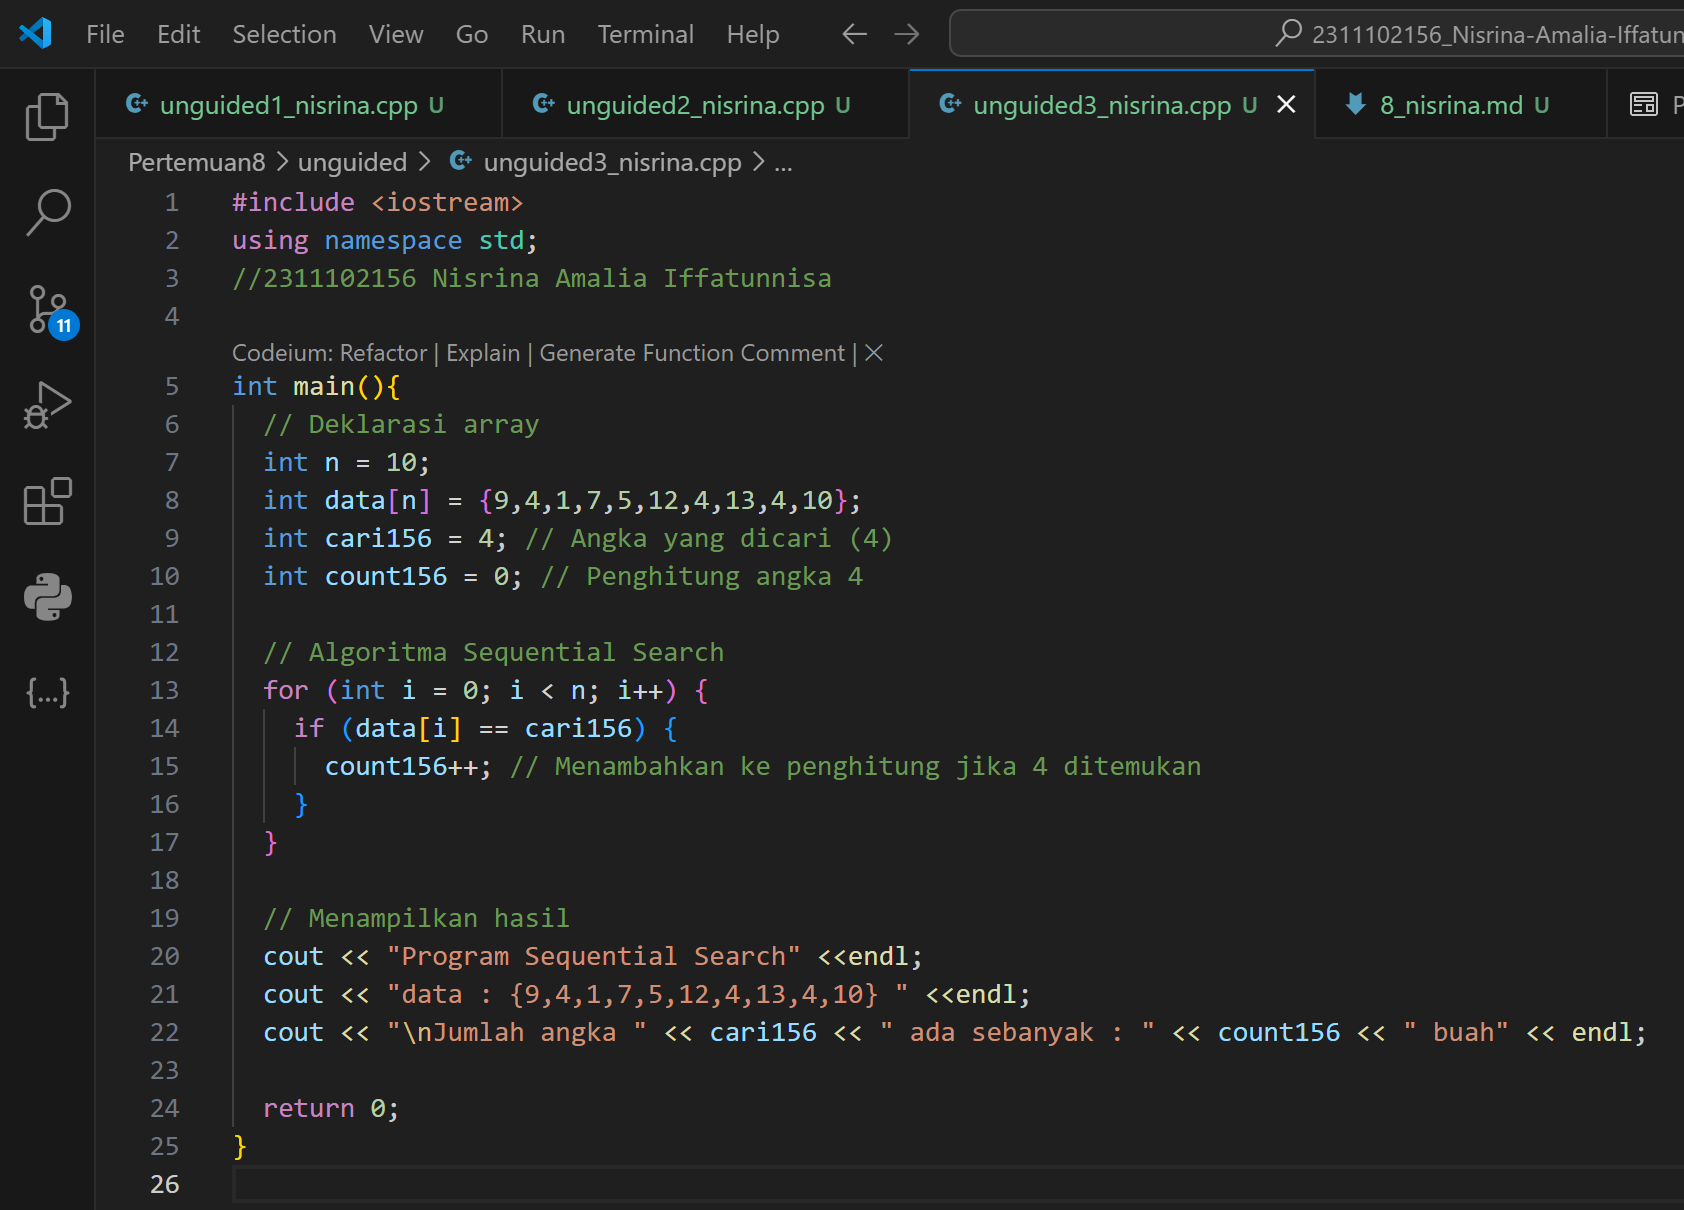 File Edit Selection View Go Run Terminal Help 2311102156_Nisrina-Amalia-Iffatun
unguided1_nisrina.cpp U unguided2_nisrina.cpp U unguided3_nisrina.cpp U 8_nisrina.md U P
Pertemuan8 > unguided > unguided3_nisrina.cpp > ...
1 #include <iostream>
2 using namespace std;
3 //2311102156 Nisrina Amalia Iffatunnisa
4
Codeium: Refactor | Explain | Generate Function Comment | ×
5 int main(){
6 // Deklarasi array
7 int n = 10;
8 int data[n] = {9,4,1,7,5,12,4,13,4,10};
9 int cari156 = 4; // Angka yang dicari (4)
10 int count156 = 0; // Penghitung angka 4
11
12 // Algoritma Sequential Search
13 for (int i = 0; i < n; i++) {
14 if (data[i] == cari156) {
15 count156++; // Menambahkan ke penghitung jika 4 ditemukan
16 }
17 }
18
19 // Menampilkan hasil
20 cout << "Program Sequential Search" <<endl;
21 cout << "data : {9,4,1,7,5,12,4,13,4,10} " <<endl;
22 cout << "\nJumlah angka " << cari156 << " ada sebanyak : " << count156 << " buah" << endl;
23
24 return 0;
25 }
26
11
{...}